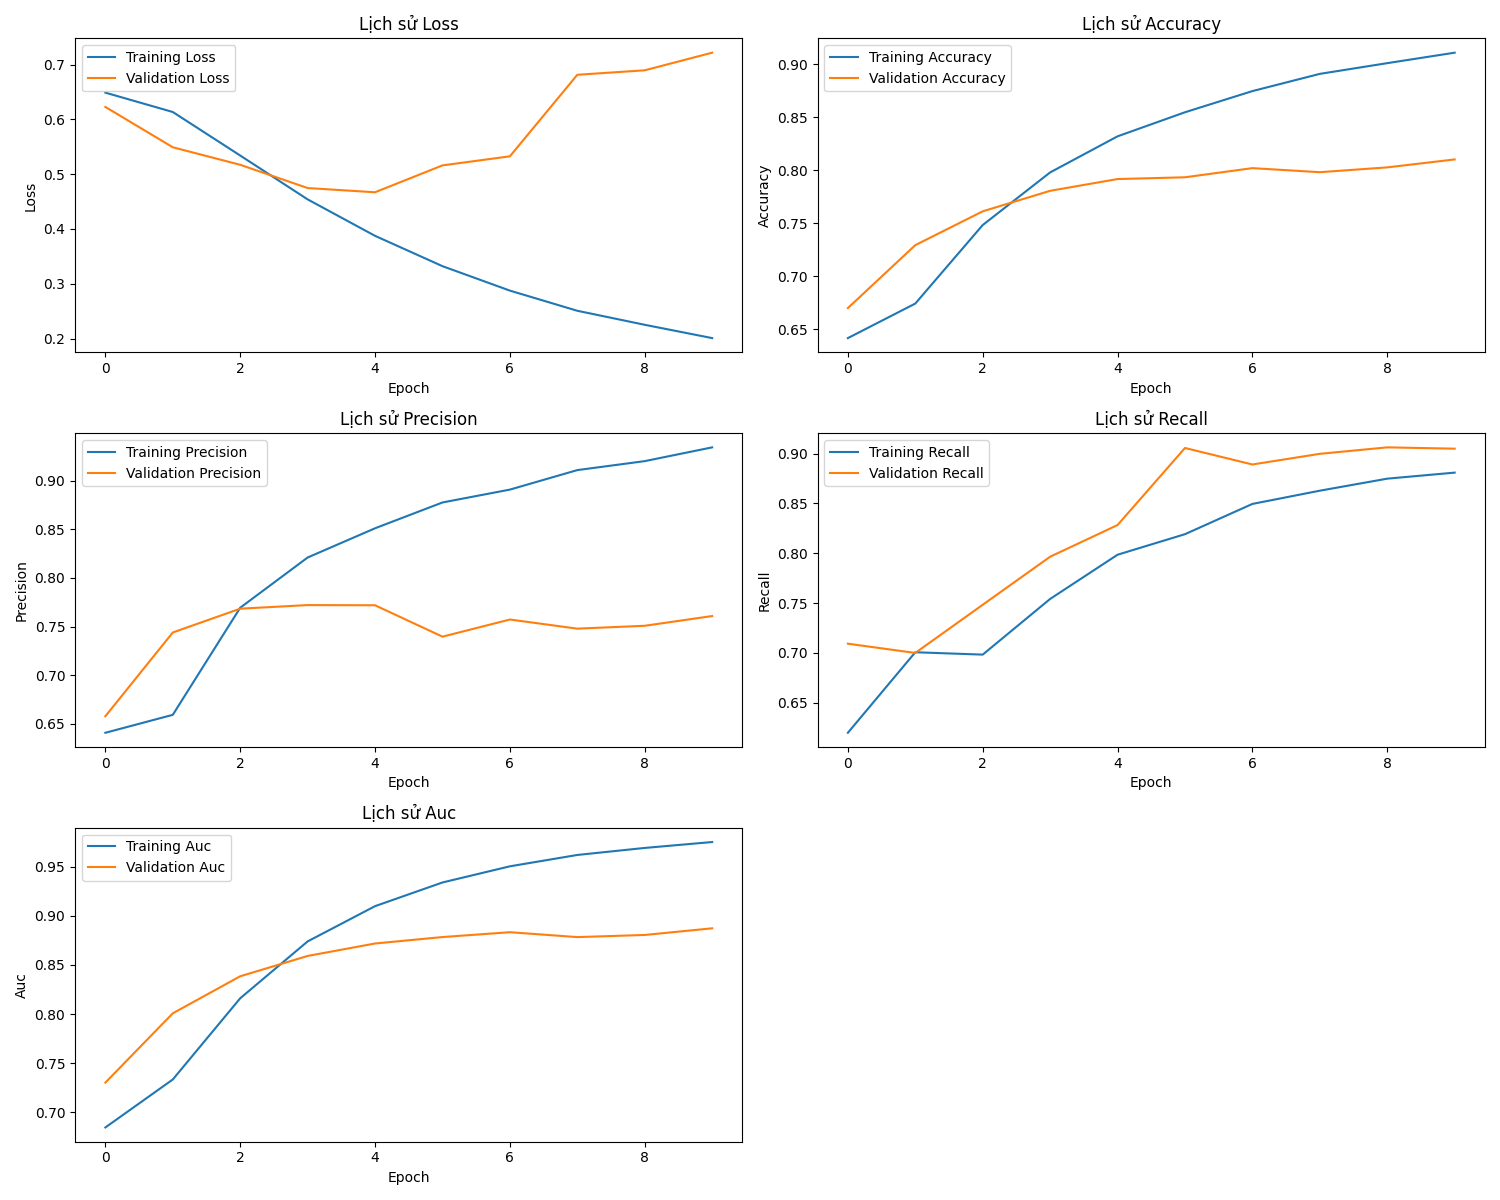 Lịch sử Loss
Training Loss
Validation Loss
0.7
0.6
0.5
0.4
0.3
0.2
Loss
0 2 4 6 8
Epoch
Lịch sử Accuracy
Training Accuracy
Validation Accuracy
0.90
0.85
0.80
0.75
0.70
0.65
Accuracy
0 2 4 6 8
Epoch
Lịch sử Precision
Training Precision
Validation Precision
0.90
0.85
0.80
0.75
0.70
0.65
Precision
0 2 4 6 8
Epoch
Lịch sử Recall
Training Recall
Validation Recall
0.90
0.85
0.80
0.75
0.70
0.65
Recall
0 2 4 6 8
Epoch
Lịch sử Auc
Training Auc
Validation Auc
0.95
0.90
0.85
0.80
0.75
0.70
Auc
0 2 4 6 8
Epoch